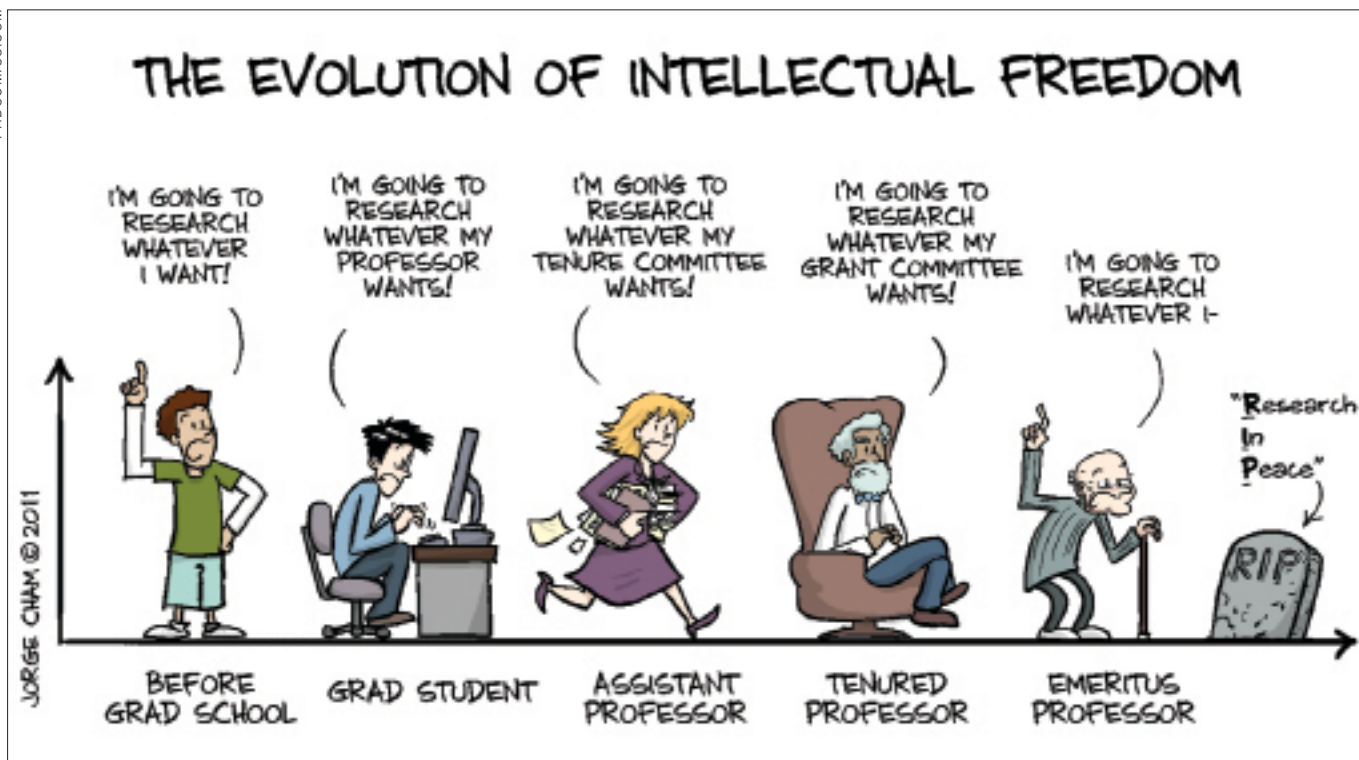 THE EVOLUTION OF INTELLECTUAL FREEDOM
I'M GOING TO
RESEARCH
WHATEVER
I WANT!
I'M GOING TO
RESEARCH
WHATEVER MY
PROFESSOR
WANTS!
I'M GOING TO
RESEARCH
WHATEVER MY
TENURE COMMITTEE
WANTS!
I'M GOING TO
RESEARCH
WHATEVER MY
GRANT COMMITTEE
WANTS!
I'M GOING TO
RESEARCH
WHATEVER I-
"Research
In
Peace"
RIP
BEFORE
GRAD SCHOOL
GRAD STUDENT
ASSISTANT
PROFESSOR
TENURED
PROFESSOR
EMERITUS
PROFESSOR
JORGE CHAM © 2011